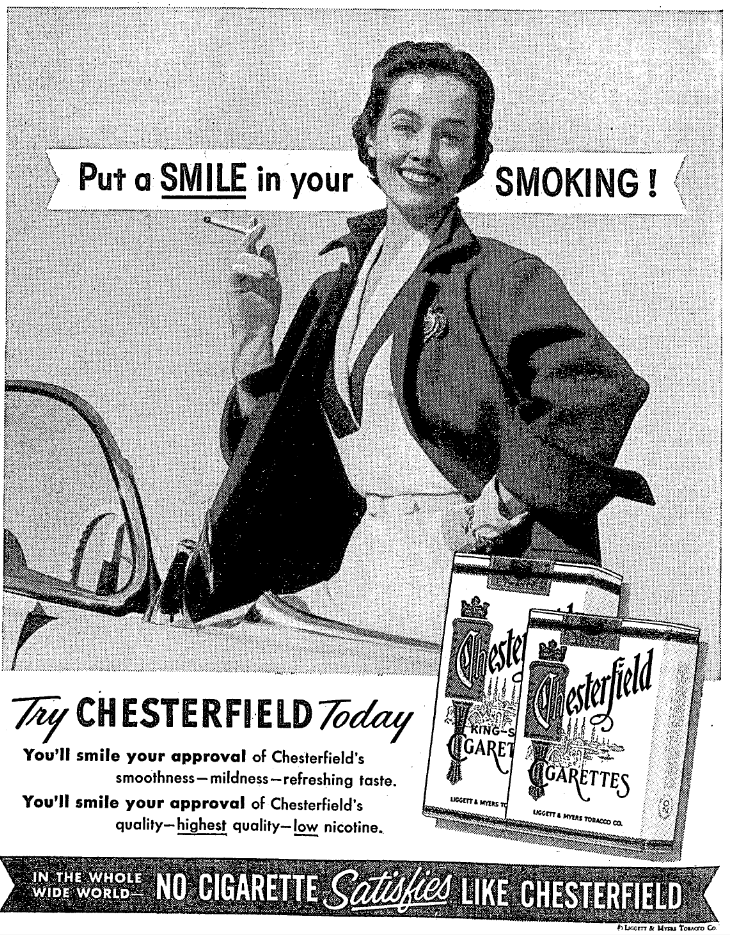 Put a SMILE in your SMOKING!
Try CHESTERFIELD Today
You'll smile your approval of Chesterfield's
smoothness—mildness—refreshing taste.
You'll smile your approval of Chesterfield's
quality—highest quality—low nicotine.
Chesterfield
KING-S
CIGARET
LIGGETT & MYERS TO
Chesterfield
CIGARETTES
LIGGETT & MYERS TOBACCO CO.
IN THE WHOLE
WIDE WORLD—
NO CIGARETTE Satisfies LIKE CHESTERFIELD
© LIGGETT & MYERS TOBACCO CO.